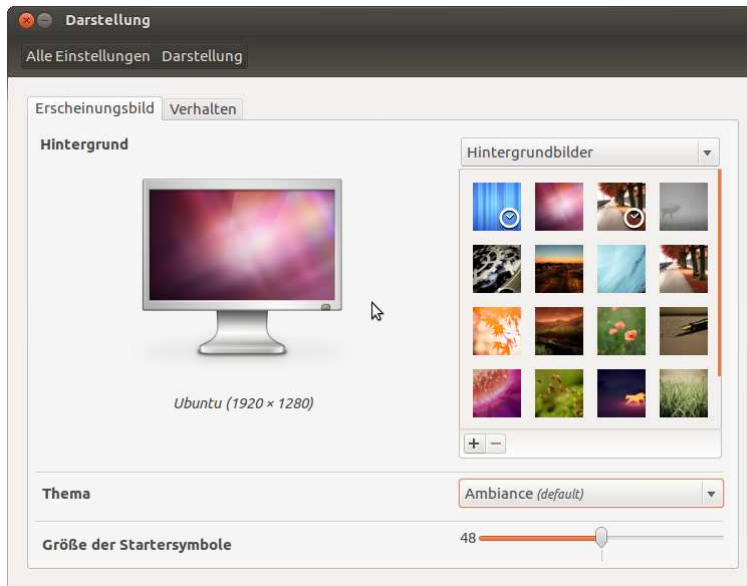 Darstellung
Alle Einstellungen Darstellung
Erscheinungsbild Verhalten
Hintergrund
Hintergrundbilder
Ubuntu (1920 × 1280)
Thema
Ambiance (default)
Größe der Startersymbole
48